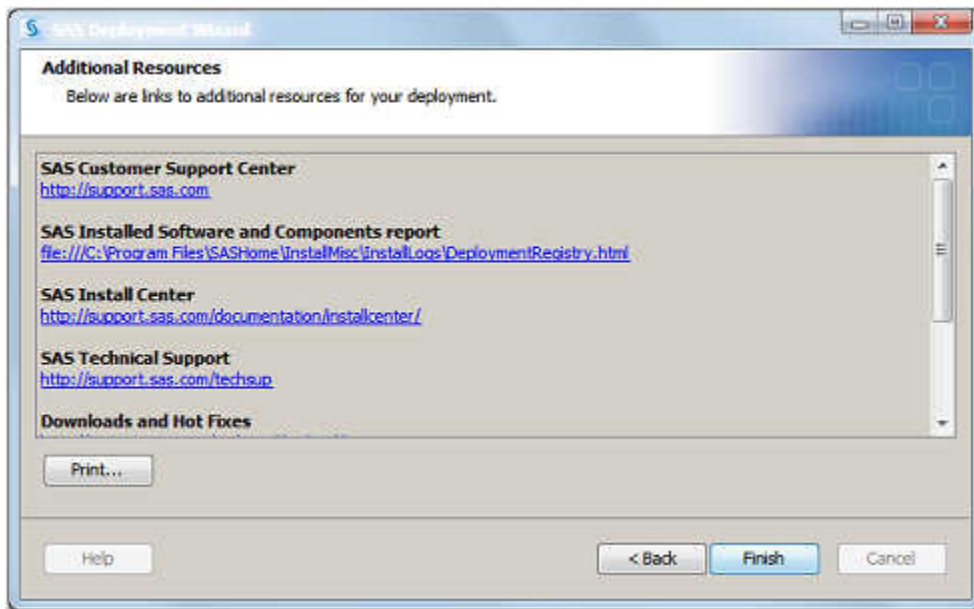 SAS Deployment Wizard
Additional Resources
Below are links to additional resources for your deployment.
SAS Customer Support Center
http://support.sas.com
SAS Installed Software and Components report
file:///C:\Program Files\SASHome\InstallMisc\InstallLogs\DeploymentRegistry.html
SAS Install Center
http://support.sas.com/documentation/installcenter/
SAS Technical Support
http://support.sas.com/techsup
Downloads and Hot Fixes
Print...
Help
< Back
Finish
Cancel